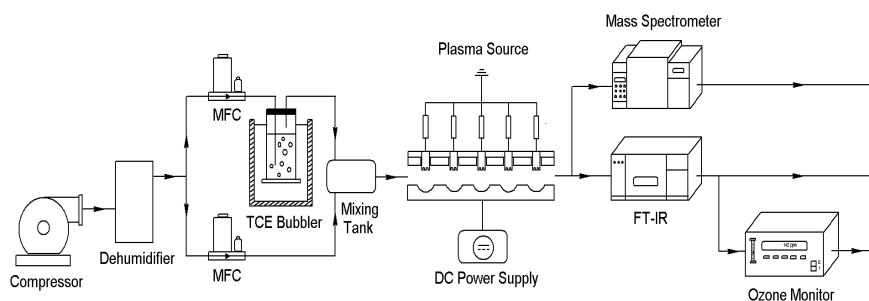 Mass Spectrometer
Plasma Source
MFC
TCE Bubbler
Mixing
Tank
FT-IR
Compressor
Dehumidifier
MFC
DC Power Supply
Ozone Monitor